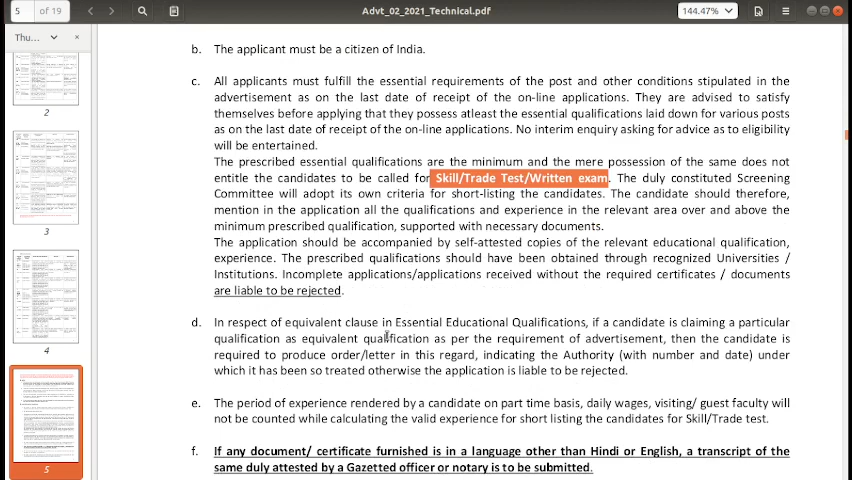 5 of 19
Advt_02_2021_Technical.pdf
144.47%
Thu...
2
3
4
5
b. The applicant must be a citizen of India.
c. All applicants must fulfill the essential requirements of the post and other conditions stipulated in the
advertisement as on the last date of receipt of the on-line applications. They are advised to satisfy
themselves before applying that they possess atleast the essential qualifications laid down for various posts
as on the last date of receipt of the on-line applications. No interim enquiry asking for advice as to eligibility
will be entertained.
The prescribed essential qualifications are the minimum and the mere possession of the same does not
entitle the candidates to be called for Skill/Trade Test/Written exam. The duly constituted Screening
Committee will adopt its own criteria for short-listing the candidates. The candidate should therefore,
mention in the application all the qualifications and experience in the relevant area over and above the
minimum prescribed qualification, supported with necessary documents.
The application should be accompanied by self-attested copies of the relevant educational qualification,
experience. The prescribed qualifications should have been obtained through recognized Universities /
Institutions. Incomplete applications/applications received without the required certificates / documents
are liable to be rejected.
d. In respect of equivalent clause in Essential Educational Qualifications, if a candidate is claiming a particular
qualification as equivalent qualification as per the requirement of advertisement, then the candidate is
required to produce order/letter in this regard, indicating the Authority (with number and date) under
which it has been so treated otherwise the application is liable to be rejected.
e. The period of experience rendered by a candidate on part time basis, daily wages, visiting/ guest faculty will
not be counted while calculating the valid experience for short listing the candidates for Skill/Trade test.
f. If any document/ certificate furnished is in a language other than Hindi or English, a transcript of the
same duly attested by a Gazetted officer or notary is to be submitted.